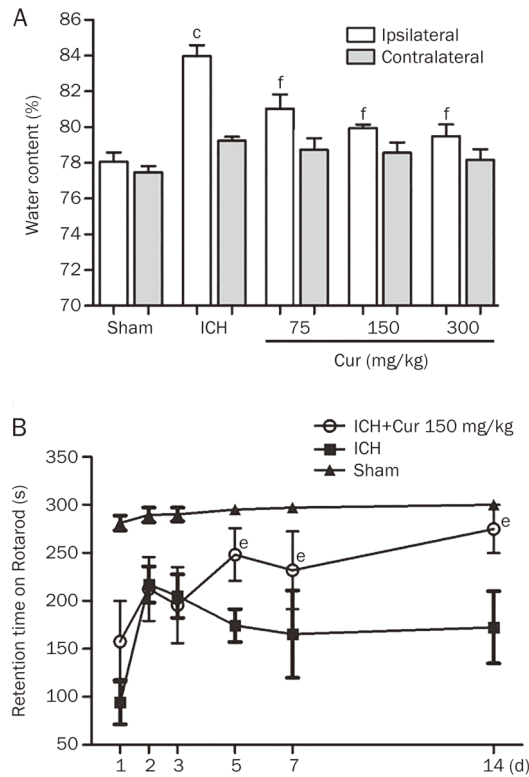 A
Ipsilateral
Contralateral
Water content (%)
86
84
82
80
78
76
74
72
70
c
f
f
f
Sham ICH 75 150 300
Cur (mg/kg)
B
ICH+Cur 150 mg/kg
ICH
Sham
Retention time on Rotarod (s)
350
300
250
200
150
100
50
e
e
e
1 2 3 5 7 14 (d)